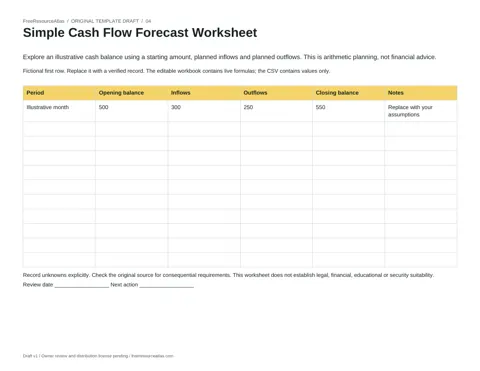 FreeResourceAtlas / ORIGINAL TEMPLATE DRAFT / 04
Simple Cash Flow Forecast Worksheet
Explore an illustrative cash balance using a starting amount, planned inflows and planned outflows. This is arithmetic planning, not financial advice.
Fictional first row. Replace it with a verified record. The editable workbook contains live formulas; the CSV contains values only.
Period Opening balance Inflows Outflows Closing balance Notes
Illustrative month 500 300 250 550 Replace with your
assumptions
Record unknowns explicitly. Check the original source for consequential requirements. This worksheet does not establish legal, financial, educational or security suitability.
Review date __________________ Next action __________________
Draft v1 / Owner review and distribution license pending / freeresourceatlas.com